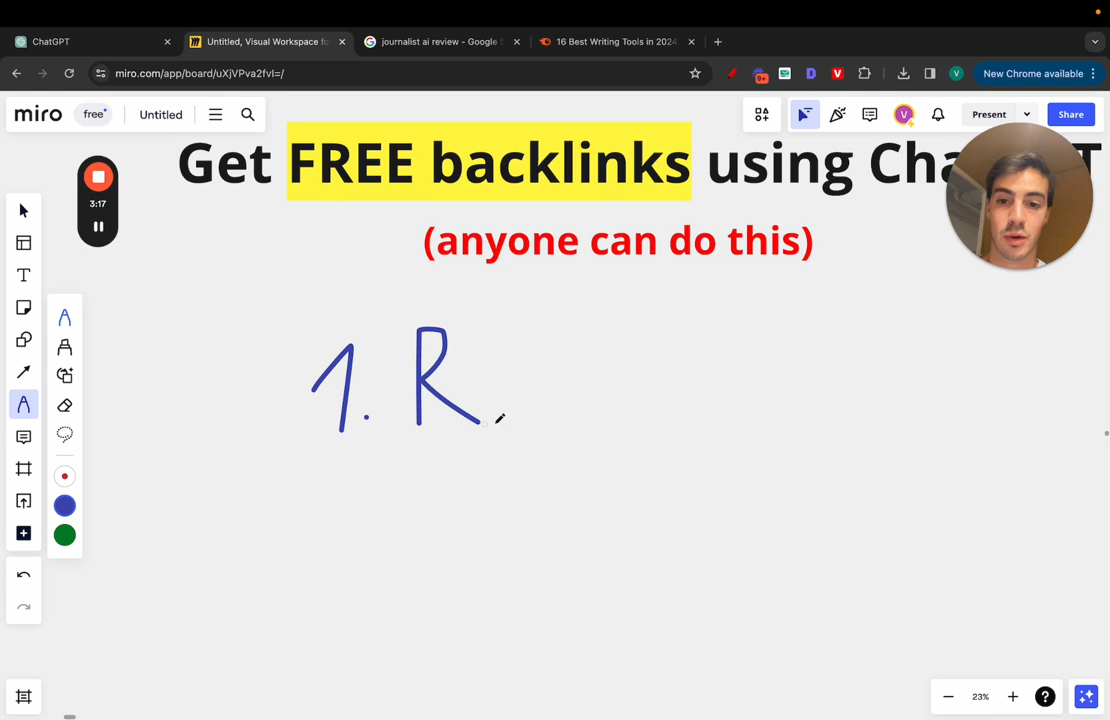 ChatGPT
Untitled, Visual Workspace fo
journalist ai review - Google S
16 Best Writing Tools in 2024
miro.com/app/board/uXjVPva2fvI=/
9+
D
V
V
New Chrome available
miro
free
Untitled
V
Present
Share
Get FREE backlinks using Cha T
(anyone can do this)
3:17
1. R
23%
?